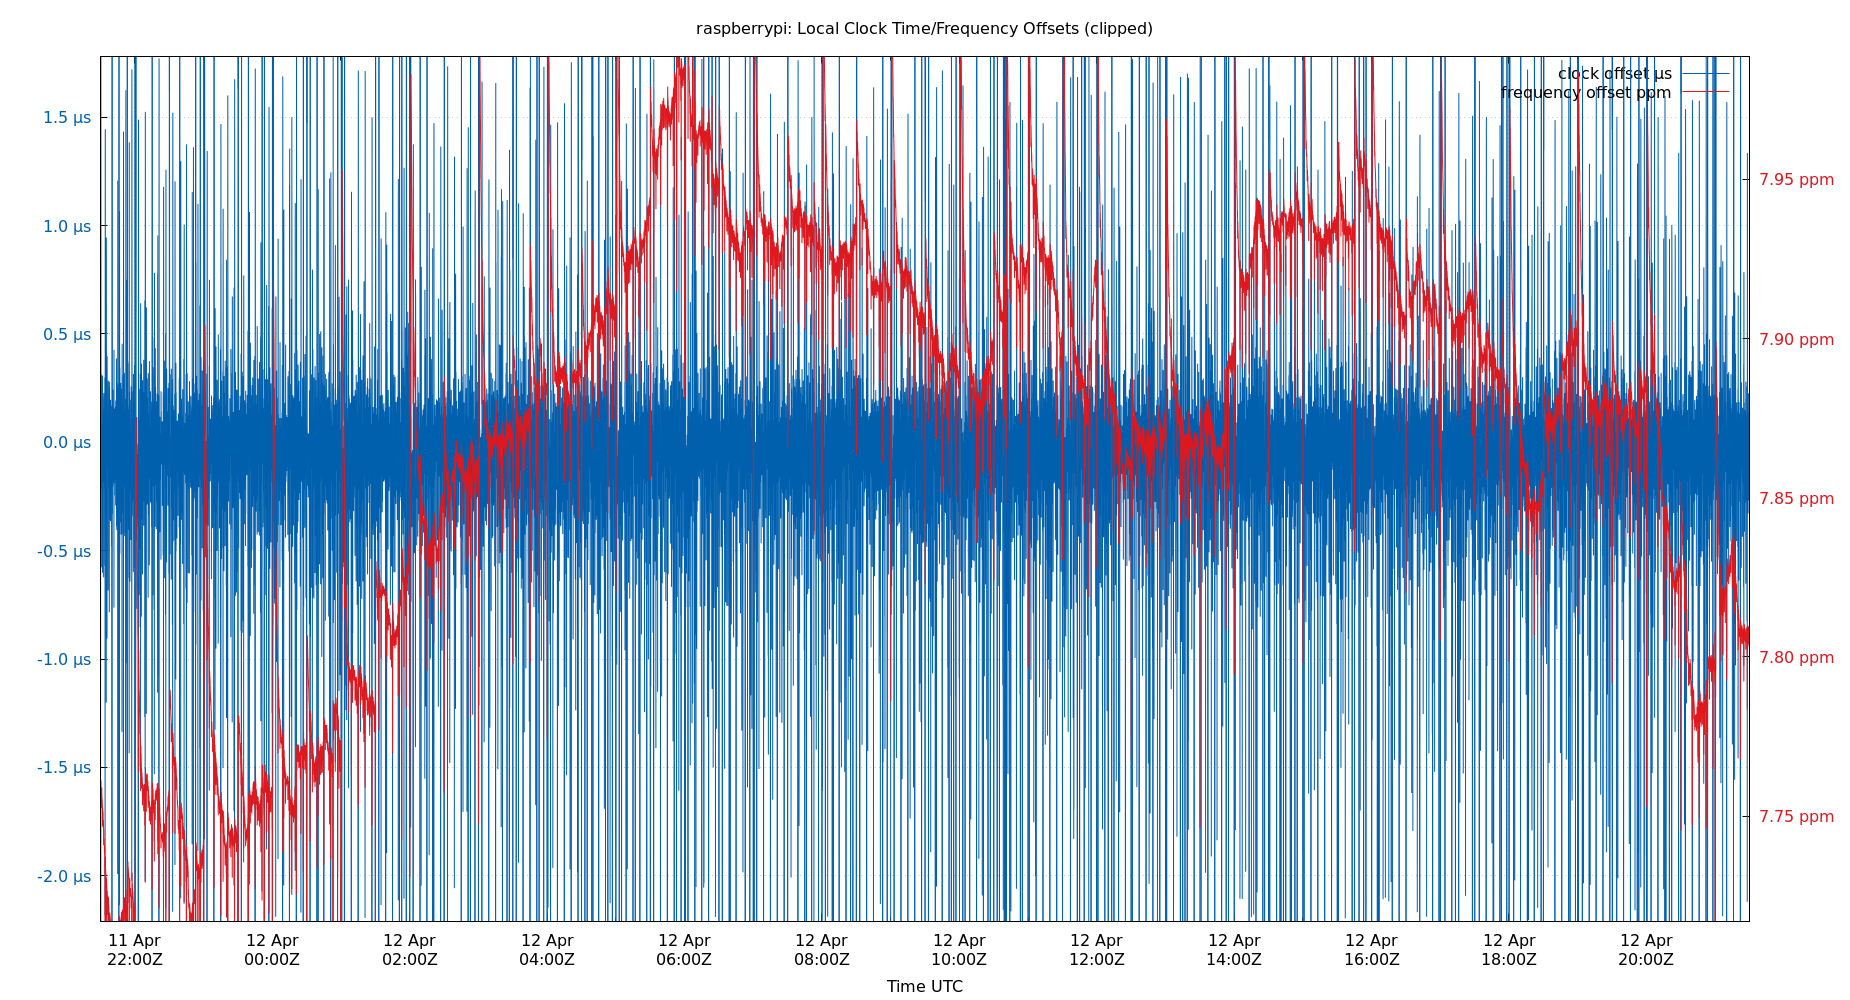 raspberrypi: Local Clock Time/Frequency Offsets (clipped)
clock offset µs
frequency offset ppm
1.5 µs
1.0 µs
0.5 µs
0.0 µs
-0.5 µs
-1.0 µs
-1.5 µs
-2.0 µs
7.95 ppm
7.90 ppm
7.85 ppm
7.80 ppm
7.75 ppm
11 Apr 12 Apr 12 Apr 12 Apr 12 Apr 12 Apr 12 Apr 12 Apr 12 Apr 12 Apr 12 Apr 12 Apr
22:00Z 00:00Z 02:00Z 04:00Z 06:00Z 08:00Z 10:00Z 12:00Z 14:00Z 16:00Z 18:00Z 20:00Z
Time UTC